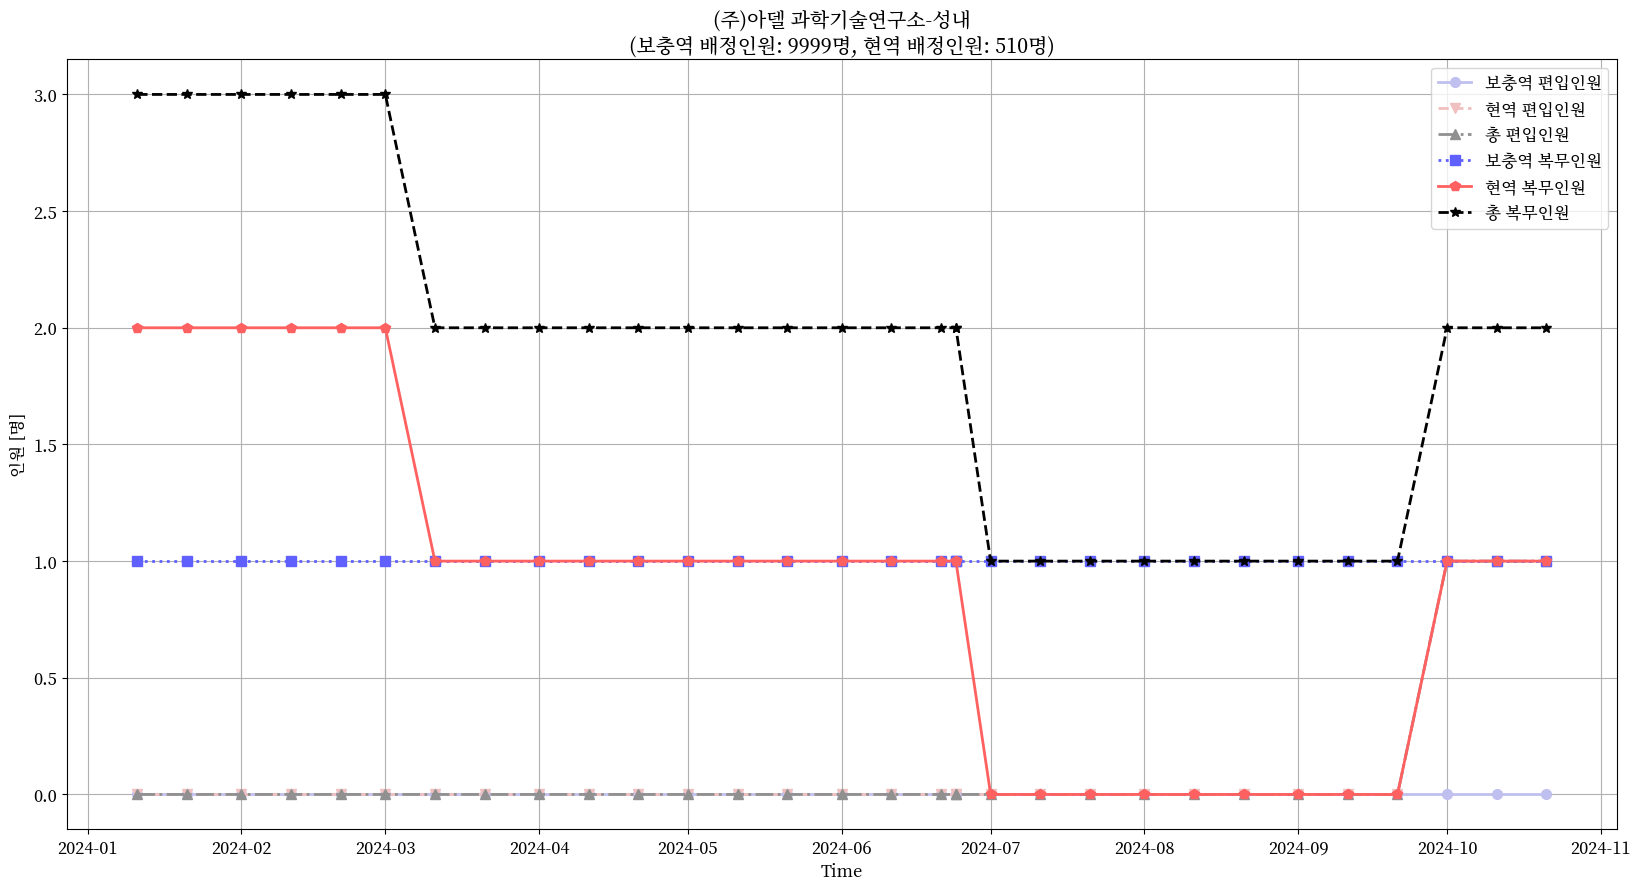 (주)아델 과학기술연구소-성내
(보충역 배정인원: 9999명, 현역 배정인원: 510명)
보충역 편입인원
현역 편입인원
총 편입인원
보충역 복무인원
현역 복무인원
총 복무인원
3.0
2.5
2.0
1.5
1.0
0.5
0.0
인원 [명]
2024-01 2024-02 2024-03 2024-04 2024-05 2024-06 2024-07 2024-08 2024-09 2024-10 2024-11
Time